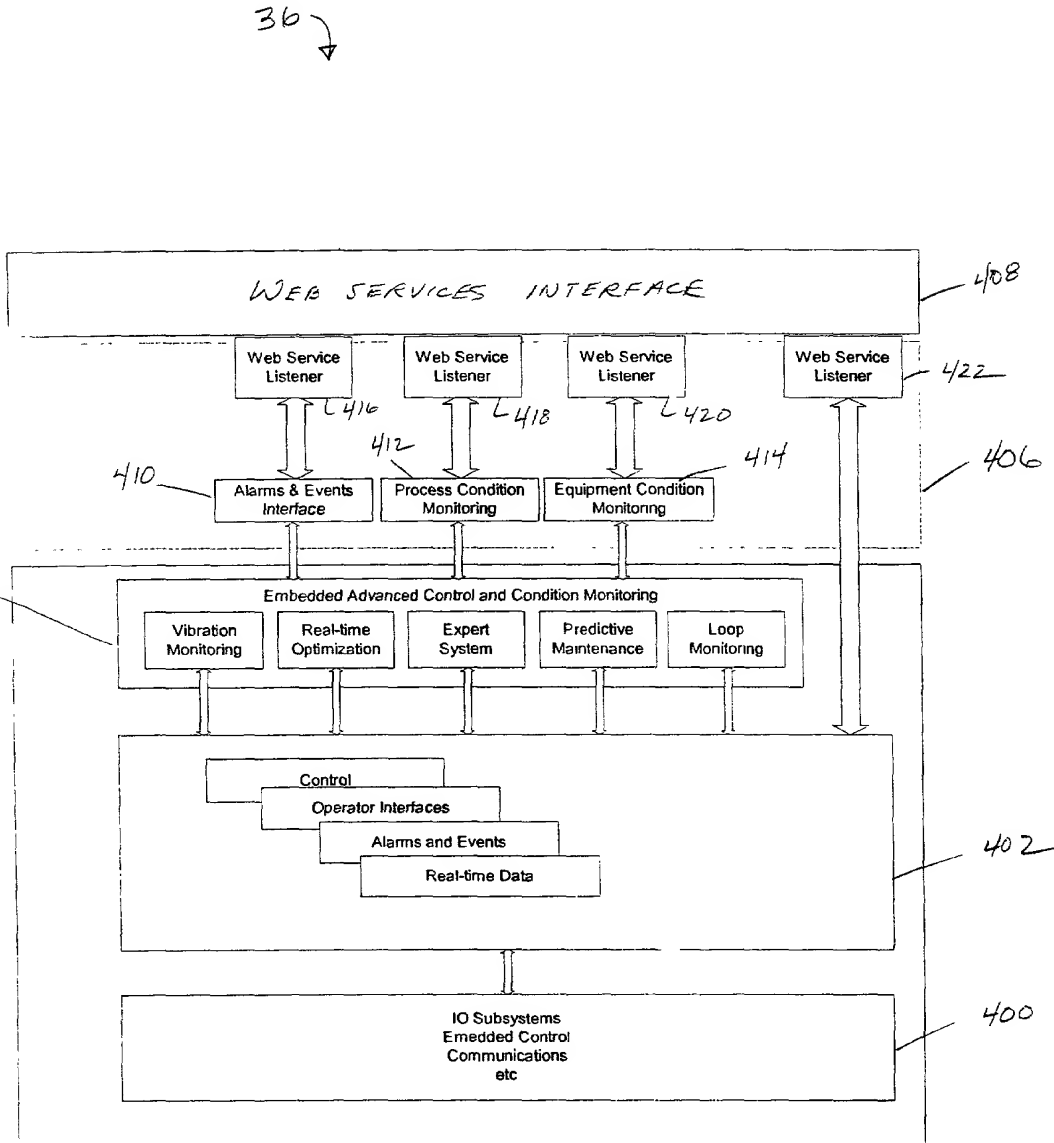 36
WEB SERVICES INTERFACE
408
Web Service
Listener
Web Service
Listener
Web Service
Listener
Web Service
Listener
422
416
418
420
412
414
410
406
Alarms & Events
Interface
Process Condition
Monitoring
Equipment Condition
Monitoring
Embedded Advanced Control and Condition Monitoring
Vibration
Monitoring
Real-time
Optimization
Expert
System
Predictive
Maintenance
Loop
Monitoring
Control
Operator Interfaces
Alarms and Events
Real-time Data
402
IO Subsystems
Emedded Control
Communications
etc
400